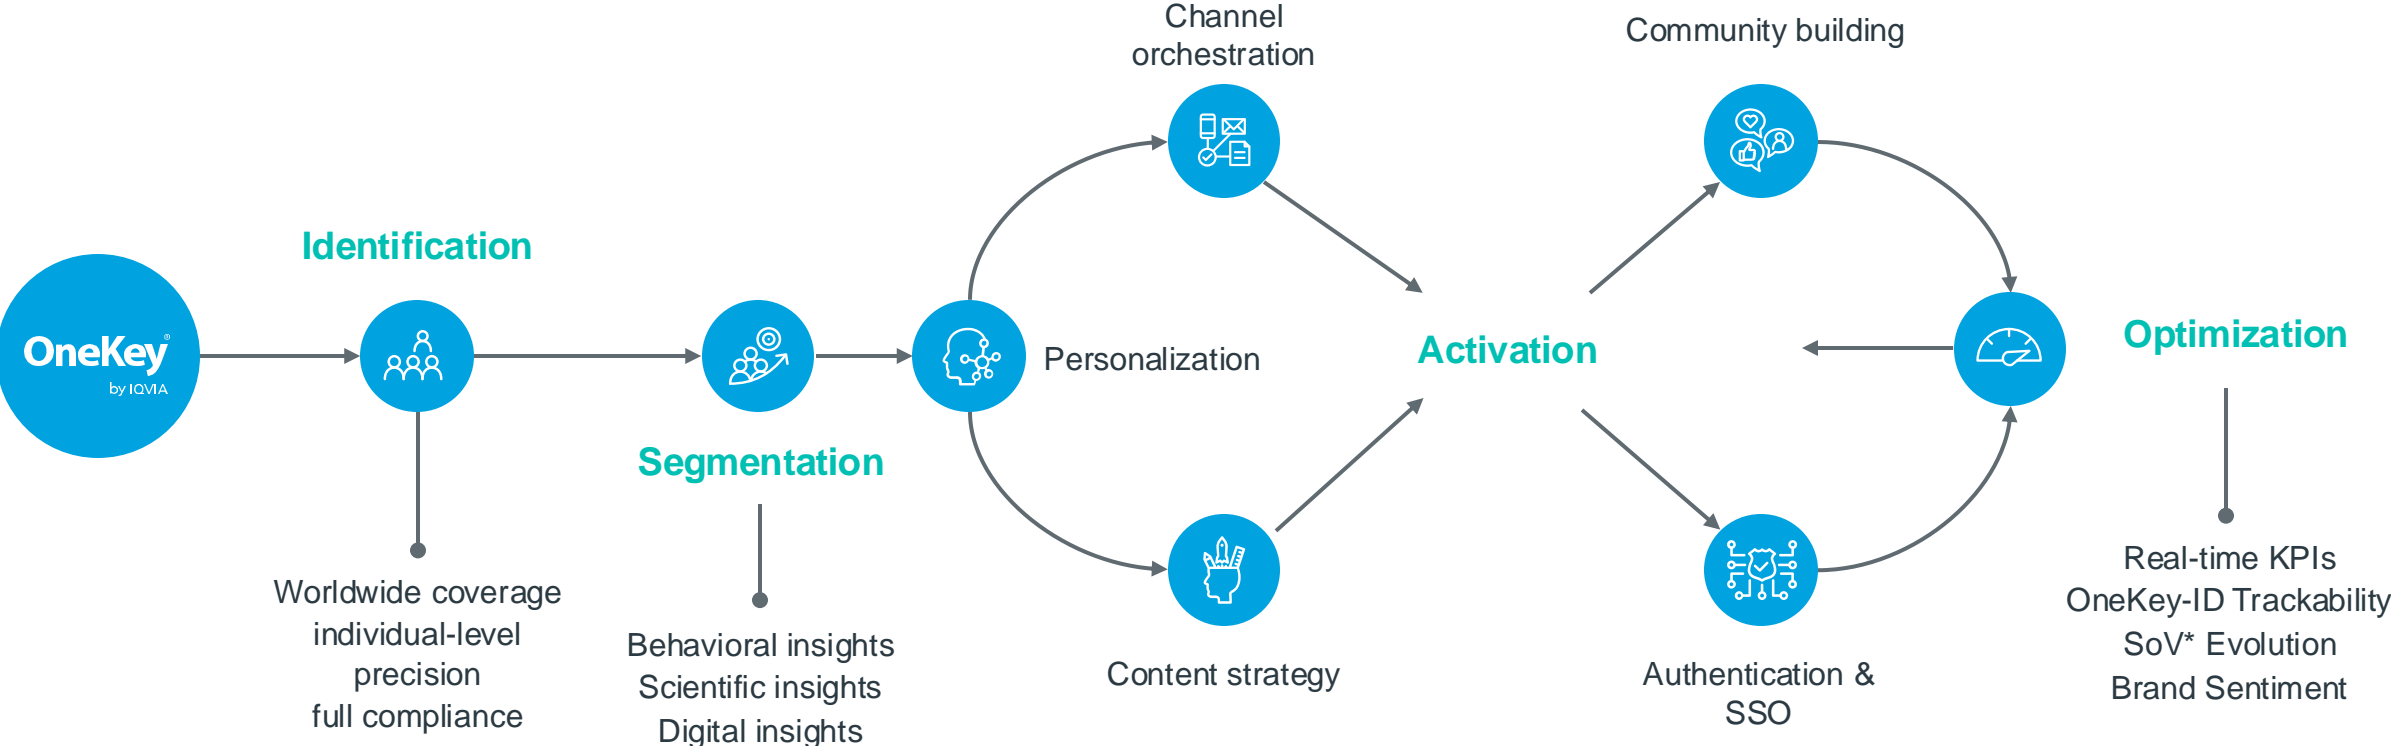 Channel
orchestration
Community building
Identification
OneKey®
by IQVIA
Personalization
Activation
Optimization
Segmentation
Worldwide coverage
individual-level
precision
full compliance
Behavioral insights
Scientific insights
Digital insights
Content strategy
Authentication &
SSO
Real-time KPIs
OneKey-ID Trackability
SoV* Evolution
Brand Sentiment